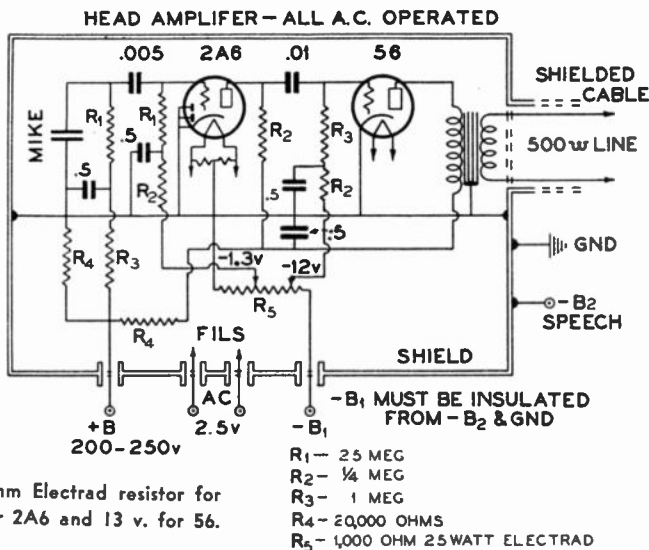 HEAD AMPLIFER – ALL A.C. OPERATED
.005
2A6
.01
56
SHIELDED
CABLE
MIKE
R1
R1
R2
R3
500 w LINE
.5
.5
R2
.5
R2
.5
R4
R3
-1.3v
-12v
GND
R5
-B2
SPEECH
R4
FILS
SHIELD
AC
+B
200-250v
2.5v
-B1
-B1 MUST BE INSULATED
FROM -B2 & GND
R1– 25 MEG
R2– ¼ MEG
R3– 1 MEG
R4– 20,000 OHMS
R5– 1,000 OHM 25 WATT ELECTRAD
m Electrad resistor for
2A6 and 13 v. for 56.